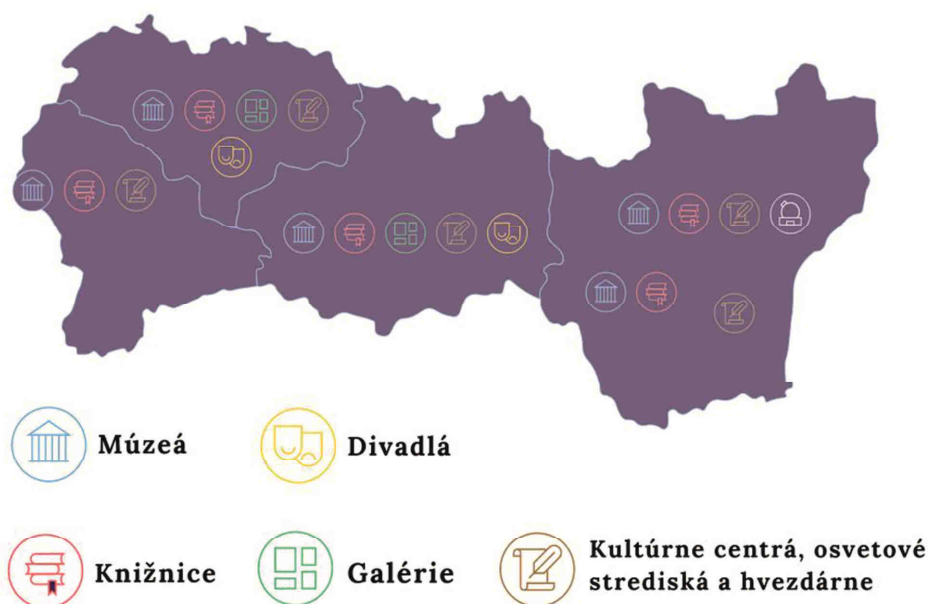 Múzeá
Divadlá
Knižnice
Galérie
Kultúrne centrá, osvetové
strediská a hvezdárne